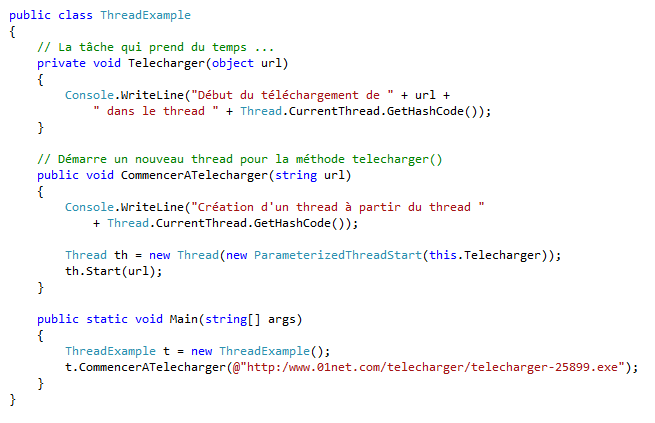 public class ThreadExample
{
    // La tâche qui prend du temps ...
    private void Telecharger(object url)
    {
        Console.WriteLine("Début du téléchargement de " + url +
            " dans le thread " + Thread.CurrentThread.GetHashCode());
    }

    // Démarre un nouveau thread pour la méthode telecharger()
    public void CommencerATelecharger(string url)
    {
        Console.WriteLine("Création d'un thread à partir du thread "
            + Thread.CurrentThread.GetHashCode());

        Thread th = new Thread(new ParameterizedThreadStart(this.Telecharger));
        th.Start(url);
    }

    public static void Main(string[] args)
    {
        ThreadExample t = new ThreadExample();
        t.CommencerATelecharger(@"http:/www.01net.com/telecharger/telecharger-25899.exe");
    }
}